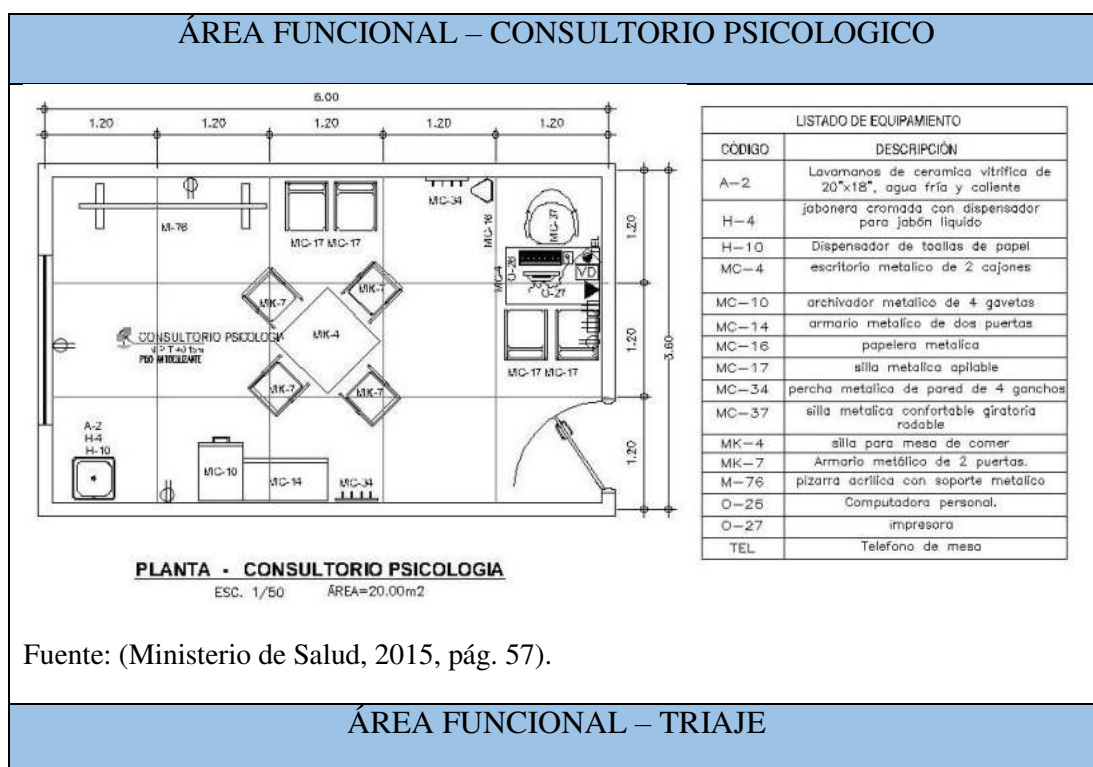 ÁREA FUNCIONAL – CONSULTORIO PSICOLOGICO
6.00
1.20 1.20 1.20 1.20 1.20
M-76
MC-17 MC-17
MC-34
MC-16
MC-37
TEL
MC-4
O-26
VD
O-27
1.20
1.20
1.20
3.60
MK-7
MK-7
MK-4
MK-7
MK-7
CONSULTORIO PSICOLOGIA
MC-17 MC-17
A-2
H-4
H-10
MC-10
MC-14
MC-34
PLANTA - CONSULTORIO PSICOLOGIA
ESC. 1/50 ÁREA=20.00m2
LISTADO DE EQUIPAMIENTO
CÓDIGO DESCRIPCIÓN
A-2 Lavamanos de ceramica vitrifica de
20"x18", agua fría y caliente
H-4 jabonera cromada con dispensador
para jabón liquido
H-10 Dispensador de toallas de papel
MC-4 escritorio metalico de 2 cajones
MC-10 archivador metalico de 4 gavetas
MC-14 armario metalico de dos puertas
MC-16 papelera metalica
MC-17 silla metalica apilable
MC-34 percha metalica de pared de 4 ganchos
MC-37 silla metalica confortable giratoria
rodable
MK-4 silla para mesa de comer
MK-7 Armario metálico de 2 puertas.
M-76 pizarra acrilica con soporte metalico
O-26 Computadora personal.
O-27 impresora
TEL Telefono de mesa
Fuente: (Ministerio de Salud, 2015, pág. 57).
ÁREA FUNCIONAL – TRIAJE